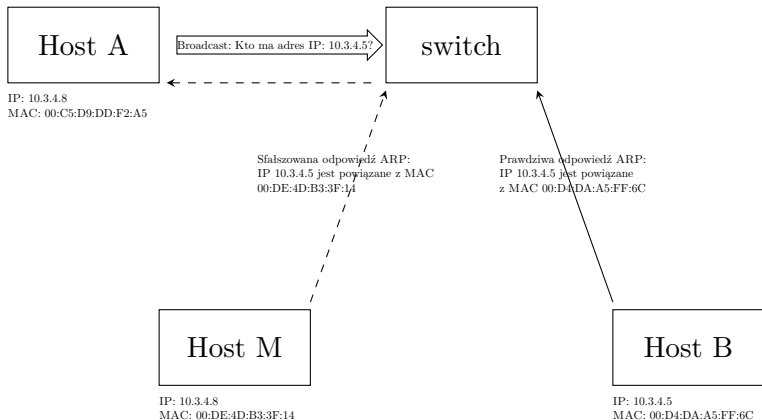 Host A
Broadcast: Kto ma adres IP: 10.3.4.5?
switch
IP: 10.3.4.8
MAC: 00:C5:D9:DD:F2:A5
Sfałszowana odpowiedź ARP:
IP 10.3.4.5 jest powiązane z MAC
00:DE:4D:B3:3F:14
Prawdziwa odpowiedź ARP:
IP 10.3.4.5 jest powiązane
z MAC 00:D4:DA:A5:FF:6C
Host M
Host B
IP: 10.3.4.8
MAC: 00:DE:4D:B3:3F:14
IP: 10.3.4.5
MAC: 00:D4:DA:A5:FF:6C